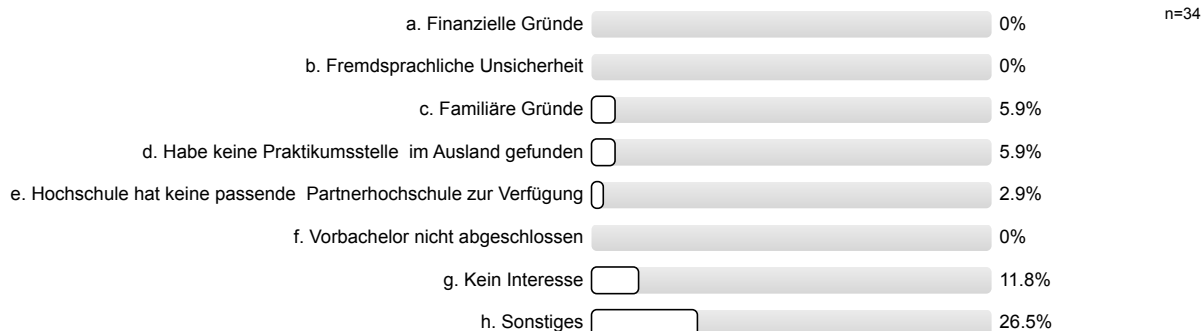 n=34
a. Finanzielle Gründe 0%
b. Fremdsprachliche Unsicherheit 0%
c. Familiäre Gründe 5.9%
d. Habe keine Praktikumsstelle  im Ausland gefunden 5.9%
e. Hochschule hat keine passende  Partnerhochschule zur Verfügung 2.9%
f. Vorbachelor nicht abgeschlossen 0%
g. Kein Interesse 11.8%
h. Sonstiges 26.5%